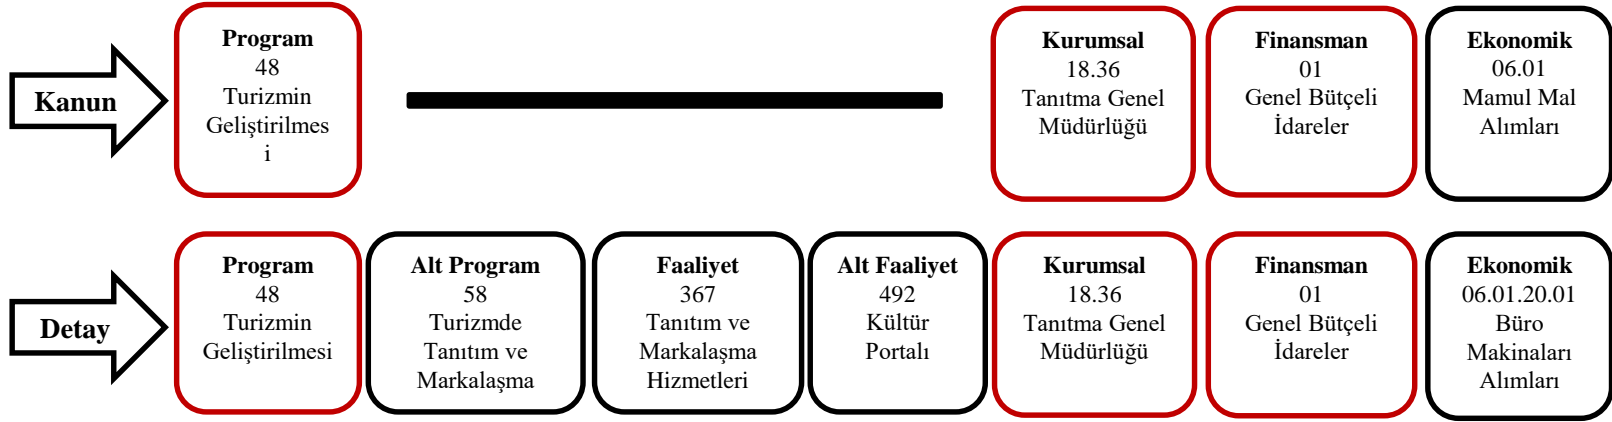 Kanun
Program
48
Turizmin
Geliştirilmes
i
Kurumsal
18.36
Tanıtma Genel
Müdürlüğü
Finansman
01
Genel Bütçeli
İdareler
Ekonomik
06.01
Mamul Mal
Alımları
Detay
Program
48
Turizmin
Geliştirilmesi
Alt Program
58
Turizmde
Tanıtım ve
Markalaşma
Faaliyet
367
Tanıtım ve
Markalaşma
Hizmetleri
Alt Faaliyet
492
Kültür
Portalı
Kurumsal
18.36
Tanıtma Genel
Müdürlüğü
Finansman
01
Genel Bütçeli
İdareler
Ekonomik
06.01.20.01
Büro
Makinaları
Alımları